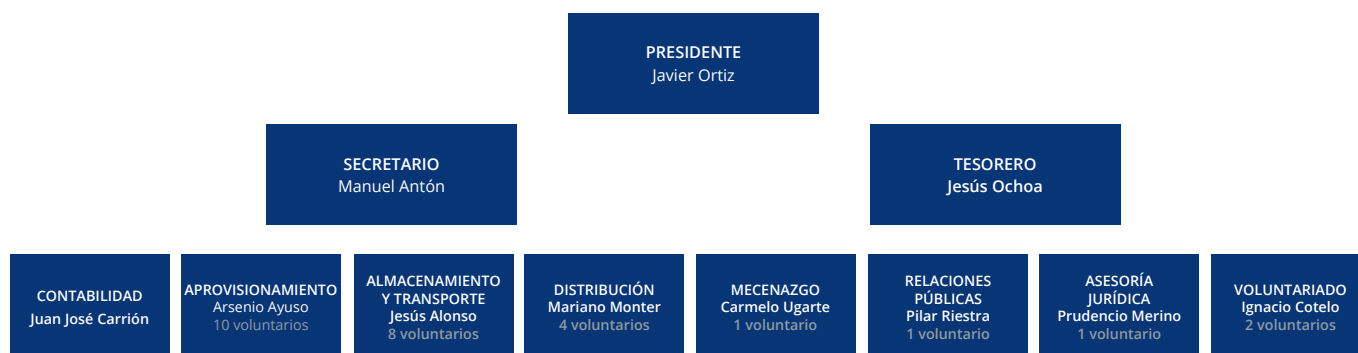 PRESIDENTE
Javier Ortiz
SECRETARIO
Manuel Antón
TESORERO
Jesús Ochoa
CONTABILIDAD
Juan José Carrión
APROVISIONAMIENTO
Arsenio Ayuso
10 voluntarios
ALMACENAMIENTO
Y TRANSPORTE
Jesús Alonso
8 voluntarios
DISTRIBUCIÓN
Mariano Monter
4 voluntarios
MECENAZGO
Carmelo Ugarte
1 voluntario
RELACIONES
PÚBLICAS
Pilar Riestra
1 voluntario
ASESORÍA
JURÍDICA
Prudencio Merino
1 voluntario
VOLUNTARIADO
Ignacio Cotelo
2 voluntarios